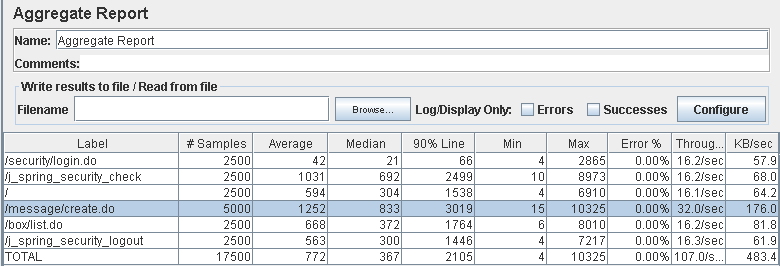 Aggregate Report
Name: Aggregate Report
Comments:
Write results to file / Read from file
Filename Browse... Log/Display Only: Errors Successes Configure
Label # Samples Average Median 90% Line Min Max Error % Throug... KB/sec
/security/login.do 2500 42 21 66 4 2865 0.00% 16.2/sec 57.9
/j_spring_security_check 2500 1031 692 2499 10 8973 0.00% 16.2/sec 68.0
/ 2500 594 304 1538 4 6910 0.00% 16.1/sec 64.2
/message/create.do 5000 1252 833 3019 15 10325 0.00% 32.0/sec 176.0
/box/list.do 2500 668 372 1764 6 8010 0.00% 16.2/sec 81.8
/j_spring_security_logout 2500 563 300 1446 4 7217 0.00% 16.3/sec 61.9
TOTAL 17500 772 367 2105 4 10325 0.00% 107.0/s... 483.4